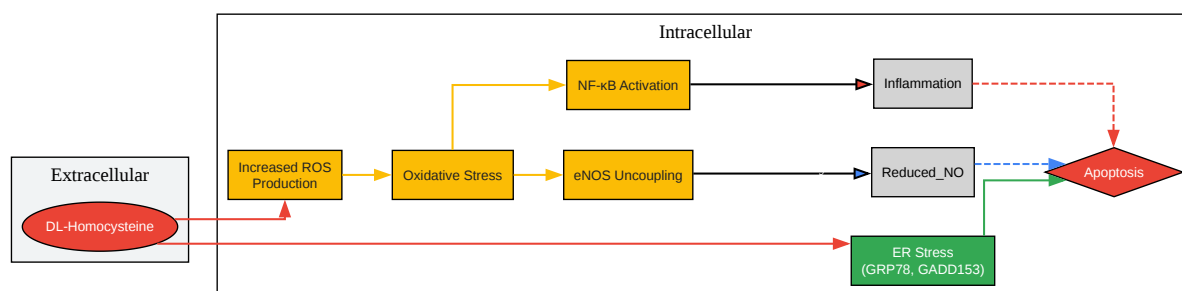 Intracellular
NF-κB Activation
Inflammation
Extracellular
DL-Homocysteine
Increased ROS
Production
Oxidative Stress
eNOS Uncoupling
Reduced_NO
Apoptosis
ER Stress
(GRP78, GADD153)